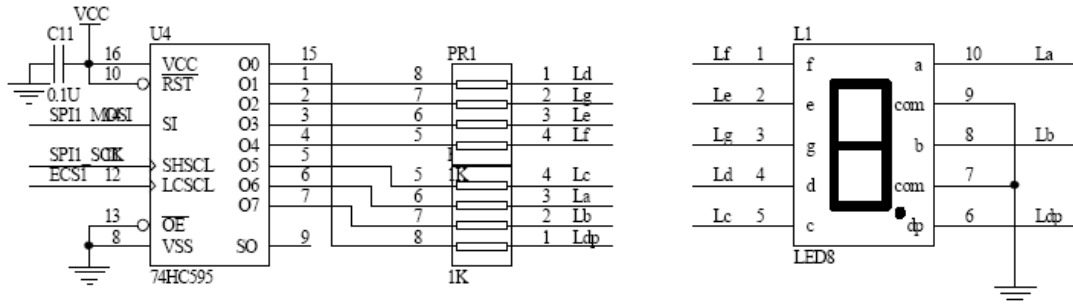 VCC
C11 U4 L1
16 VCC O0 15 PR1 Lf 1 f a 10 La
10 RST O1 1 8 1 Ld
0.1U O2 2 7 2 Lg Le 2 e com 9
SPI1_MOSI SI O3 3 6 3 Le
O4 4 5 4 Lf Lg 3 g b 8 Lb
SPI1_SCK SHSCL O5 5
ECS1 12 LCSCL O6 6 1K 5 4 Lc Ld 4 d com 7
O7 7 6 3 La
13 OE 7 2 Lb Lc 5 c dp 6 Ldp
8 VSS SO 9 8 1 Ldp
74HC595 1K LED8